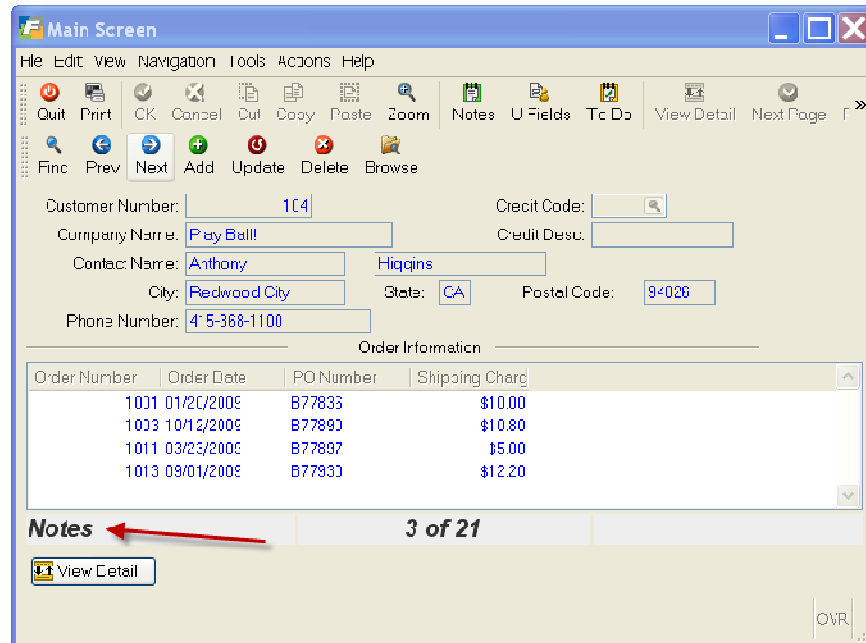 Main Screen
File Edit View Navigation Tools Actions Help
Quit Print OK Cancel Cut Copy Paste Zoom Notes U Fields To Do View Detail Next Page F »
Find Prev Next Add Update Delete Browse
Customer Number: 104 Credit Code:
Company Name: Play Ball! Credit Desc:
Contact Name: Anthony Higgins
City: Redwood City State: CA Postal Code: 94026
Phone Number: 415-368-1100
Order Information
Order Number Order Date PO Number Shipping Charg
1001 01/20/2009 B77836 $10.00
1003 10/12/2009 B77890 $10.80
1011 03/23/2009 B77897 $5.00
1013 09/01/2009 B77930 $12.20
Notes 3 of 21
View Detail
OVR